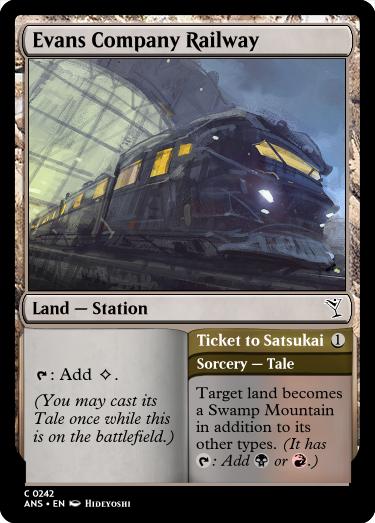 Evans Company Railway
Land — Station
: Add .
(You may cast its
Tale once while this
is on the battlefield.)
Ticket to Satsukai 1
Sorcery — Tale
Target land becomes
a Swamp Mountain
in addition to its
other types. (It has
: Add or .)
C 0242
ANS • EN HIDEYOSHI